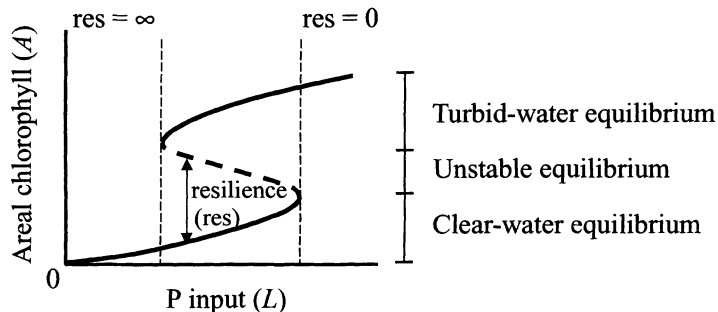 res = ∞
res = 0
Areal chlorophyll (A)
Turbid-water equilibrium
Unstable equilibrium
resilience
(res)
Clear-water equilibrium
0
P input (L)